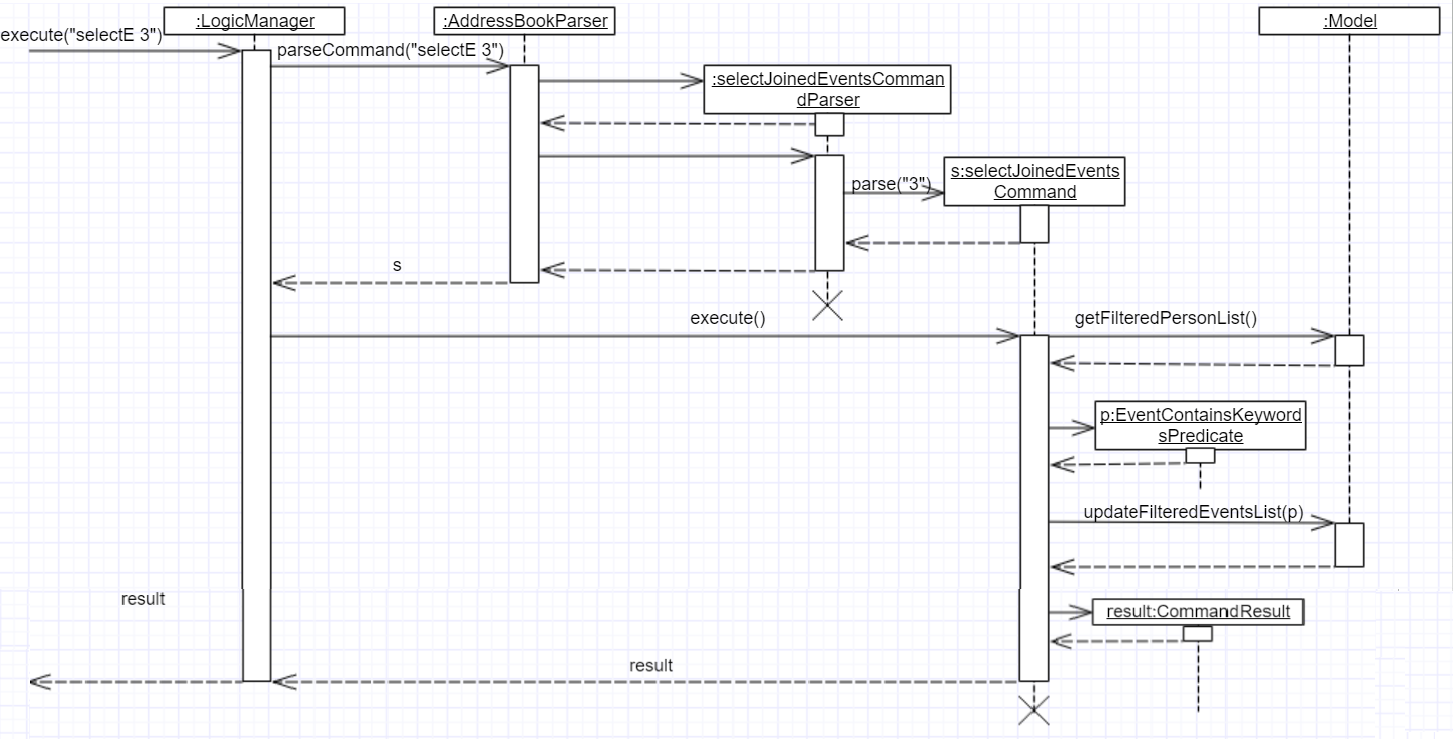 :LogicManager
:AddressBookParser
:Model
execute("selectE 3")
parseCommand("selectE 3")
:selectJoinedEventsComman
dParser
s:selectJoinedEvents
Command
parse("3")
s
execute()
getFilteredPersonList()
p:EventContainsKeyword
sPredicate
updateFilteredEventsList(p)
result
result:CommandResult
result